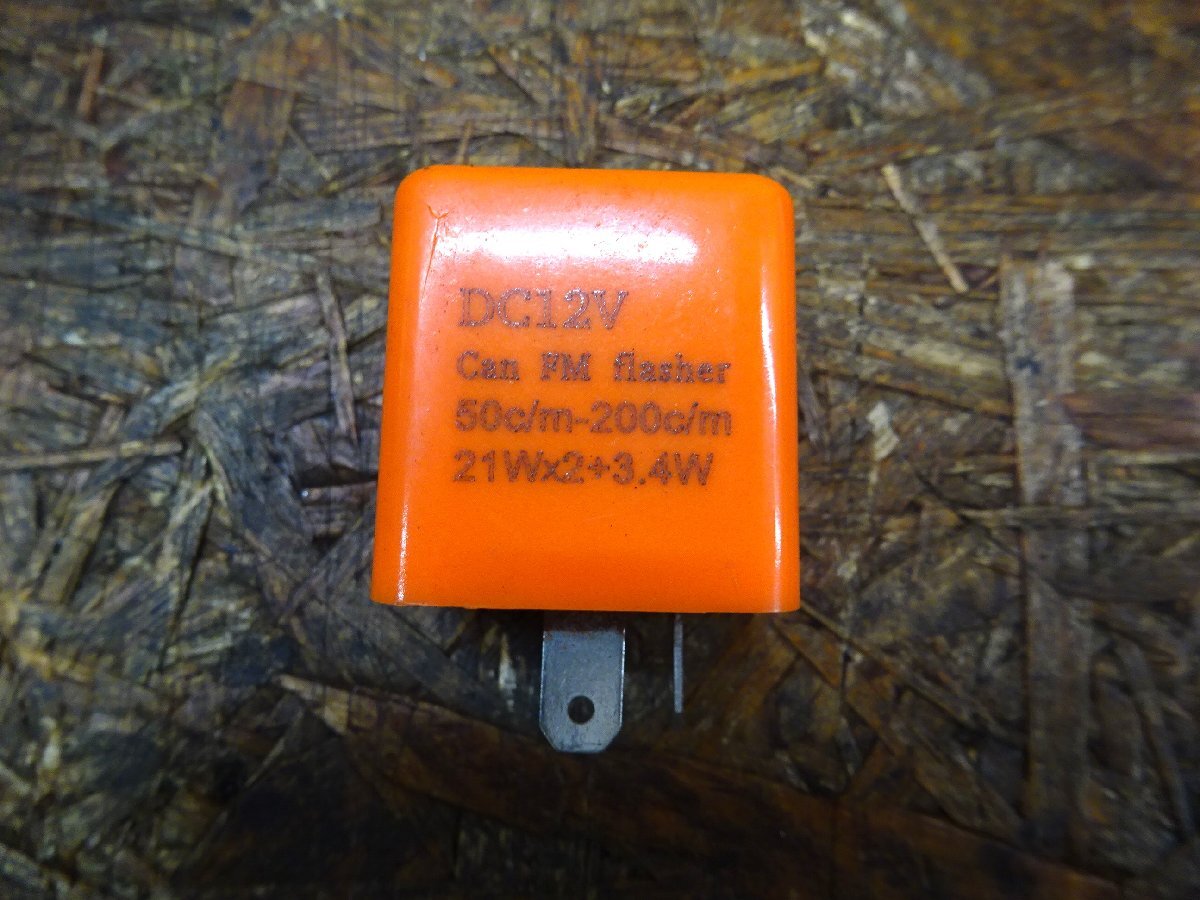 DC12V
Can FM flasher
50c/m-200c/m
21Wx2+3.4W